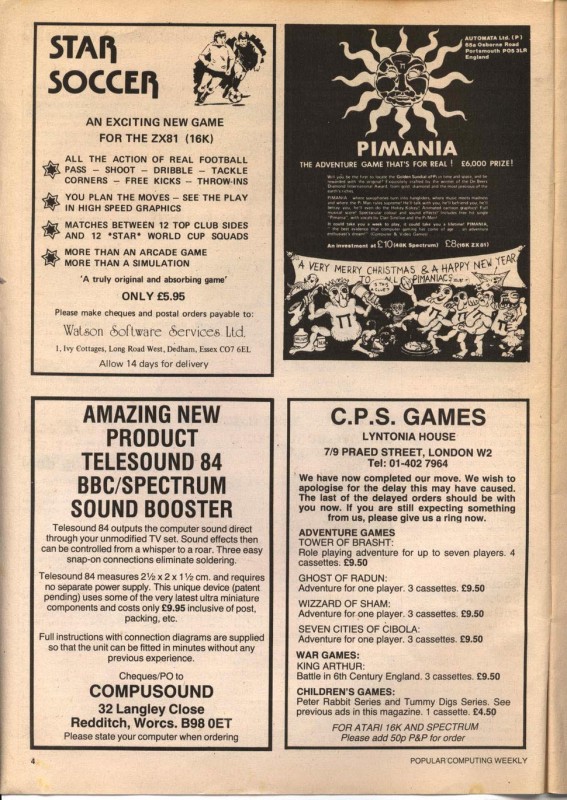 STAR
SOCCER
AN EXCITING NEW GAME
FOR THE ZX81 (16K)
ALL THE ACTION OF REAL FOOTBALL
PASS – SHOOT – DRIBBLE – TACKLE
CORNERS – FREE KICKS – THROW-INS
YOU PLAN THE MOVES – SEE THE PLAY
IN HIGH SPEED GRAPHICS
MATCHES BETWEEN 12 TOP CLUB SIDES
AND 12 *STAR* WORLD CUP SQUADS
MORE THAN AN ARCADE GAME
MORE THAN A SIMULATION
'A truly original and absorbing game'
ONLY £5.95
Please make cheques and postal orders payable to:
Watson Software Services Ltd.
1, Ivy Cottages, Long Road West, Dedham, Essex CO7 6EL
Allow 14 days for delivery
AUTOMATA Ltd. (P)
65a Osborne Road
Portsmouth PO5 3LR
England
π
PIMANIA
THE ADVENTURE GAME THAT'S FOR REAL ! £6,000 PRIZE!
An investment at £10 (48K Spectrum) £8 (16K ZX81)
A VERY MERRY CHRISTMAS & A HAPPY NEW YEAR
TO ALL PIMANIACS
π
π
AMAZING NEW
PRODUCT
TELESOUND 84
BBC/SPECTRUM
SOUND BOOSTER
Telesound 84 outputs the computer sound direct
through your unmodified TV set. Sound effects then
can be controlled from a whisper to a roar. Three easy
snap-on connections eliminate soldering.
Telesound 84 measures 2½ x 2 x 1½ cm. and requires
no separate power supply. This unique device (patent
pending) uses some of the very latest ultra miniature
components and costs only £9.95 inclusive of post,
packing, etc.
Full instructions with connection diagrams are supplied
so that the unit can be fitted in minutes without any
previous experience.
Cheques/PO to
COMPUSOUND
32 Langley Close
Redditch, Worcs. B98 0ET
Please state your computer when ordering
C.P.S. GAMES
LYNTONIA HOUSE
7/9 PRAED STREET, LONDON W2
Tel: 01-402 7964
We have now completed our move. We wish to
apologise for the delay this may have caused.
The last of the delayed orders should be with
you now. If you are still expecting something
from us, please give us a ring now.
ADVENTURE GAMES
TOWER OF BRASHT:
Role playing adventure for up to seven players. 4
cassettes. £9.50
GHOST OF RADUN:
Adventure for one player. 3 cassettes. £9.50
WIZZARD OF SHAM:
Adventure for one player. 3 cassettes. £9.50
SEVEN CITIES OF CIBOLA:
Adventure for one player. 3 cassettes. £9.50
WAR GAMES:
KING ARTHUR:
Battle in 6th Century England. 3 cassettes. £9.50
CHILDREN'S GAMES:
Peter Rabbit Series and Tummy Digs Series. See
previous ads in this magazine. 1 cassette. £4.50
FOR ATARI 16K AND SPECTRUM
Please add 50p P&P for order
4
POPULAR COMPUTING WEEKLY